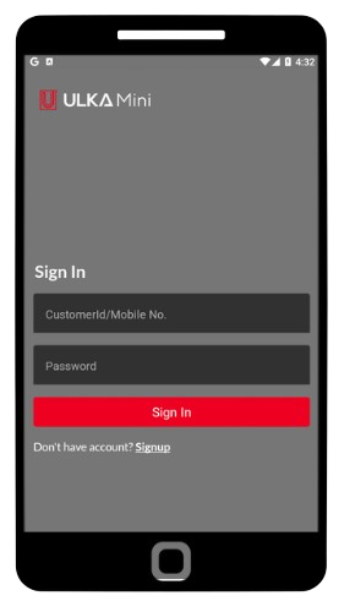 G 4:32
U ULKA Mini
Sign In
CustomerId/Mobile No.
Password
Sign In
Don't have account? Signup